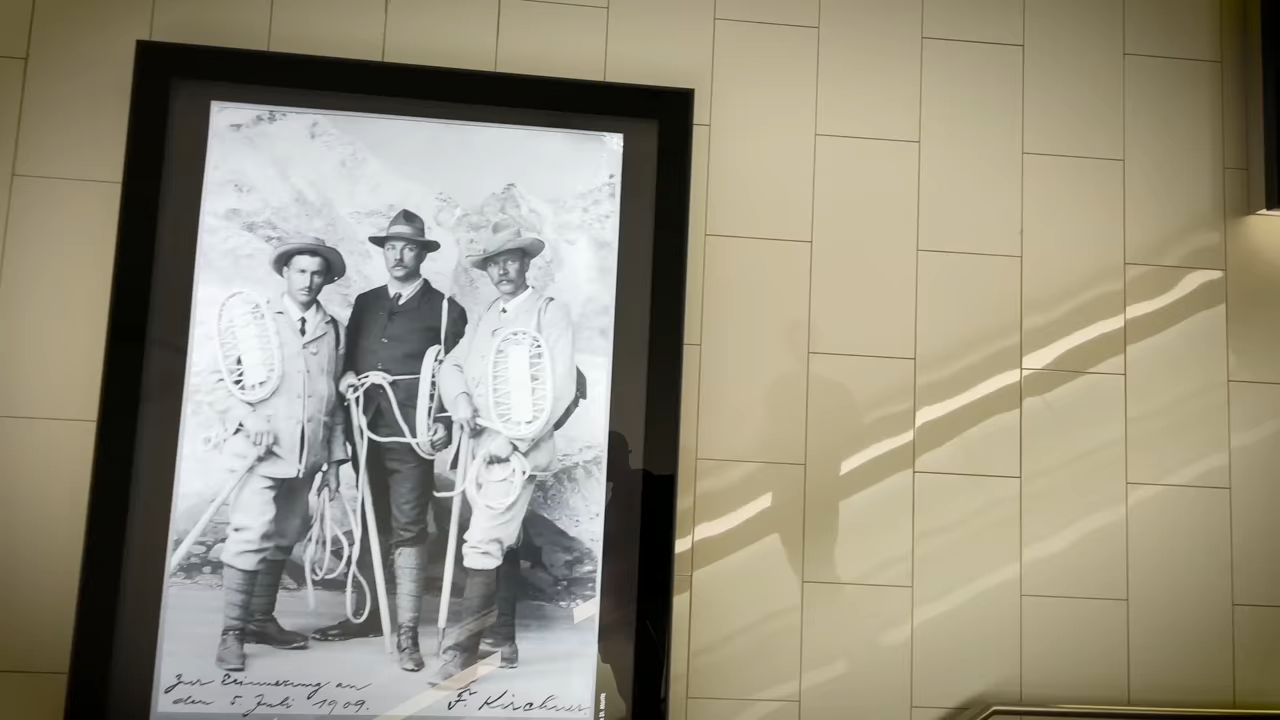 Zur Erinnerung an
den 5. Juli 1909. F. Kirchner.